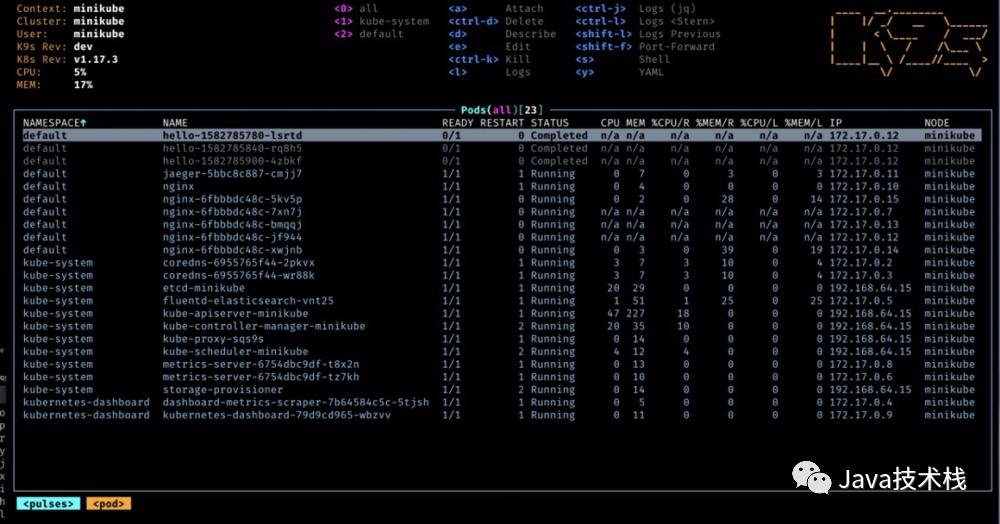 Context: minikube <0> all <a> Attach <ctrl-j> Logs (jq)
Cluster: minikube <1> kube-system <ctrl-d> Delete <ctrl-l> Logs <Stern>
User: minikube <2> default <d> Describe <shift-l> Logs Previous
K9s Rev: dev <e> Edit <shift-f> Port-Forward
K8s Rev: v1.17.3 <ctrl-k> Kill <s> Shell
CPU: 5% <l> Logs <y> YAML
MEM: 17%
Pods(all)[23]
NAMESPACE↑ NAME READY RESTART STATUS CPU MEM %CPU/R %MEM/R %CPU/L %MEM/L IP NODE
default hello-1582785780-lsrtd 0/1 0 Completed n/a n/a n/a n/a n/a n/a 172.17.0.12 minikube
default hello-1582785840-rq8h5 0/1 0 Completed n/a n/a n/a n/a n/a n/a 172.17.0.12 minikube
default hello-1582785900-4zbkf 0/1 0 Completed n/a n/a n/a n/a n/a n/a 172.17.0.12 minikube
default jaeger-5bbc8c887-cmjj7 1/1 1 Running 0 7 0 3 0 3 172.17.0.11 minikube
default nginx 1/1 1 Running 0 4 0 0 0 0 172.17.0.10 minikube
default nginx-6fbbbdc48c-5kv5p 1/1 1 Running 0 2 0 28 0 14 172.17.0.15 minikube
default nginx-6fbbbdc48c-7xn7j 1/1 0 Running n/a n/a n/a n/a n/a n/a 172.17.0.7 minikube
default nginx-6fbbbdc48c-bmqqj 1/1 0 Running n/a n/a n/a n/a n/a n/a 172.17.0.13 minikube
default nginx-6fbbbdc48c-jf944 1/1 0 Running n/a n/a n/a n/a n/a n/a 172.17.0.12 minikube
default nginx-6fbbbdc48c-xwjnb 1/1 0 Running 0 3 0 39 0 19 172.17.0.14 minikube
kube-system coredns-6955765f44-2pkvx 1/1 1 Running 3 7 3 10 0 4 172.17.0.2 minikube
kube-system coredns-6955765f44-wr88k 1/1 1 Running 3 7 3 10 0 4 172.17.0.3 minikube
kube-system etcd-minikube 1/1 1 Running 20 29 0 0 0 0 192.168.64.15 minikube
kube-system fluentd-elasticsearch-vnt25 1/1 1 Running 1 51 1 25 0 25 172.17.0.5 minikube
kube-system kube-apiserver-minikube 1/1 1 Running 47 227 18 0 0 0 192.168.64.15 minikube
kube-system kube-controller-manager-minikube 1/1 2 Running 20 35 10 0 0 0 192.168.64.15 minikube
kube-system kube-proxy-sqs9s 1/1 1 Running 0 14 0 0 0 0 192.168.64.15 minikube
kube-system kube-scheduler-minikube 1/1 2 Running 4 12 4 0 0 0 192.168.64.15 minikube
kube-system metrics-server-6754dbc9df-t8x2n 1/1 1 Running 0 13 0 0 0 0 172.17.0.8 minikube
kube-system metrics-server-6754dbc9df-tz7kh 1/1 1 Running 0 10 0 0 0 0 172.17.0.6 minikube
kube-system storage-provisioner 1/1 2 Running 0 14 0 0 0 0 192.168.64.15 minikube
kubernetes-dashboard dashboard-metrics-scraper-7b64584c5c-5tjsh 1/1 1 Running 0 5 0 0 0 0 172.17.0.4 minikube
kubernetes-dashboard kubernetes-dashboard-79d9cd965-wbzvv 1/1 1 Running 0 11 0 0 0 0 172.17.0.9 minikube
Java技术栈
<pulses> <pod>